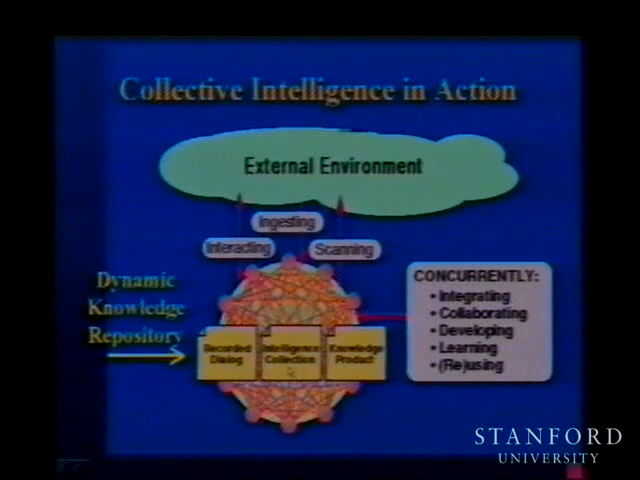 Collective Intelligence in Action
External Environment
Ingesting
Interacting
Scanning
Dynamic
Knowledge
Repository
Recorded
Dialog
Intelligence
Collection
Knowledge
Product
CONCURRENTLY:
• Integrating
• Collaborating
• Developing
• Learning
• (Re)using
STANFORD
UNIVERSITY